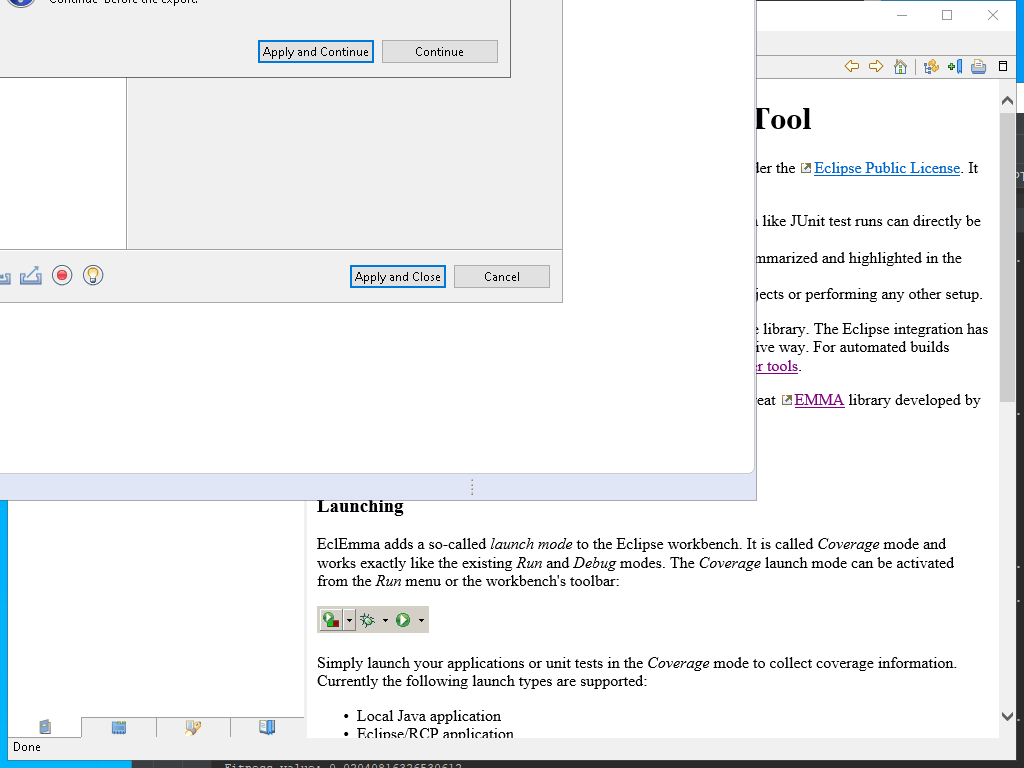 Continue' before the export.
Apply and Continue
Continue
Tool
der the Eclipse Public License. It
like JUnit test runs can directly be
mmarized and highlighted in the
jects or performing any other setup.
library. The Eclipse integration has
ive way. For automated builds
r tools.
eat EMMA library developed by
Apply and Close
Cancel
Launching
EclEmma adds a so-called launch mode to the Eclipse workbench. It is called Coverage mode and
works exactly like the existing Run and Debug modes. The Coverage launch mode can be activated
from the Run menu or the workbench's toolbar:
Simply launch your applications or unit tests in the Coverage mode to collect coverage information.
Currently the following launch types are supported:
• Local Java application
• Eclipse/RCP application
Done